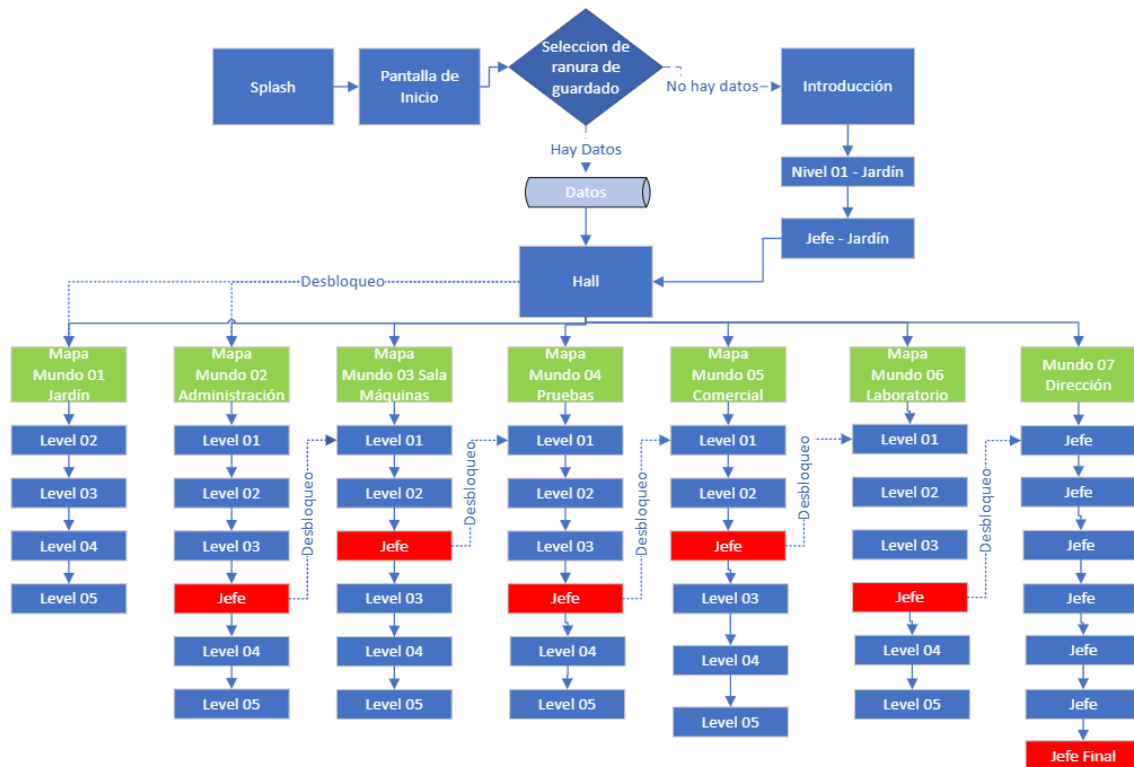 Splash
Pantalla de
Inicio
Seleccion de
ranura de
guardado
No hay datos
Introducción
Hay Datos
Nivel 01 - Jardín
Datos
Jefe - Jardín
Hall
Desbloqueo
Mapa
Mundo 01
Jardín
Level 02
Level 03
Level 04
Level 05
Mapa
Mundo 02
Administración
Level 01
Level 02
Level 03
Jefe
Level 04
Level 05
Desbloqueo
Mapa
Mundo 03 Sala
Máquinas
Level 01
Level 02
Jefe
Level 03
Level 04
Level 05
Desbloqueo
Mapa
Mundo 04
Pruebas
Level 01
Level 02
Level 03
Jefe
Level 04
Level 05
Desbloqueo
Mapa
Mundo 05
Comercial
Level 01
Level 02
Jefe
Level 03
Level 04
Level 05
Desbloqueo
Mapa
Mundo 06
Laboratorio
Level 01
Level 02
Level 03
Jefe
Level 04
Level 05
Desbloqueo
Mundo 07
Dirección
Jefe
Jefe
Jefe
Jefe
Jefe
Jefe
Jefe Final